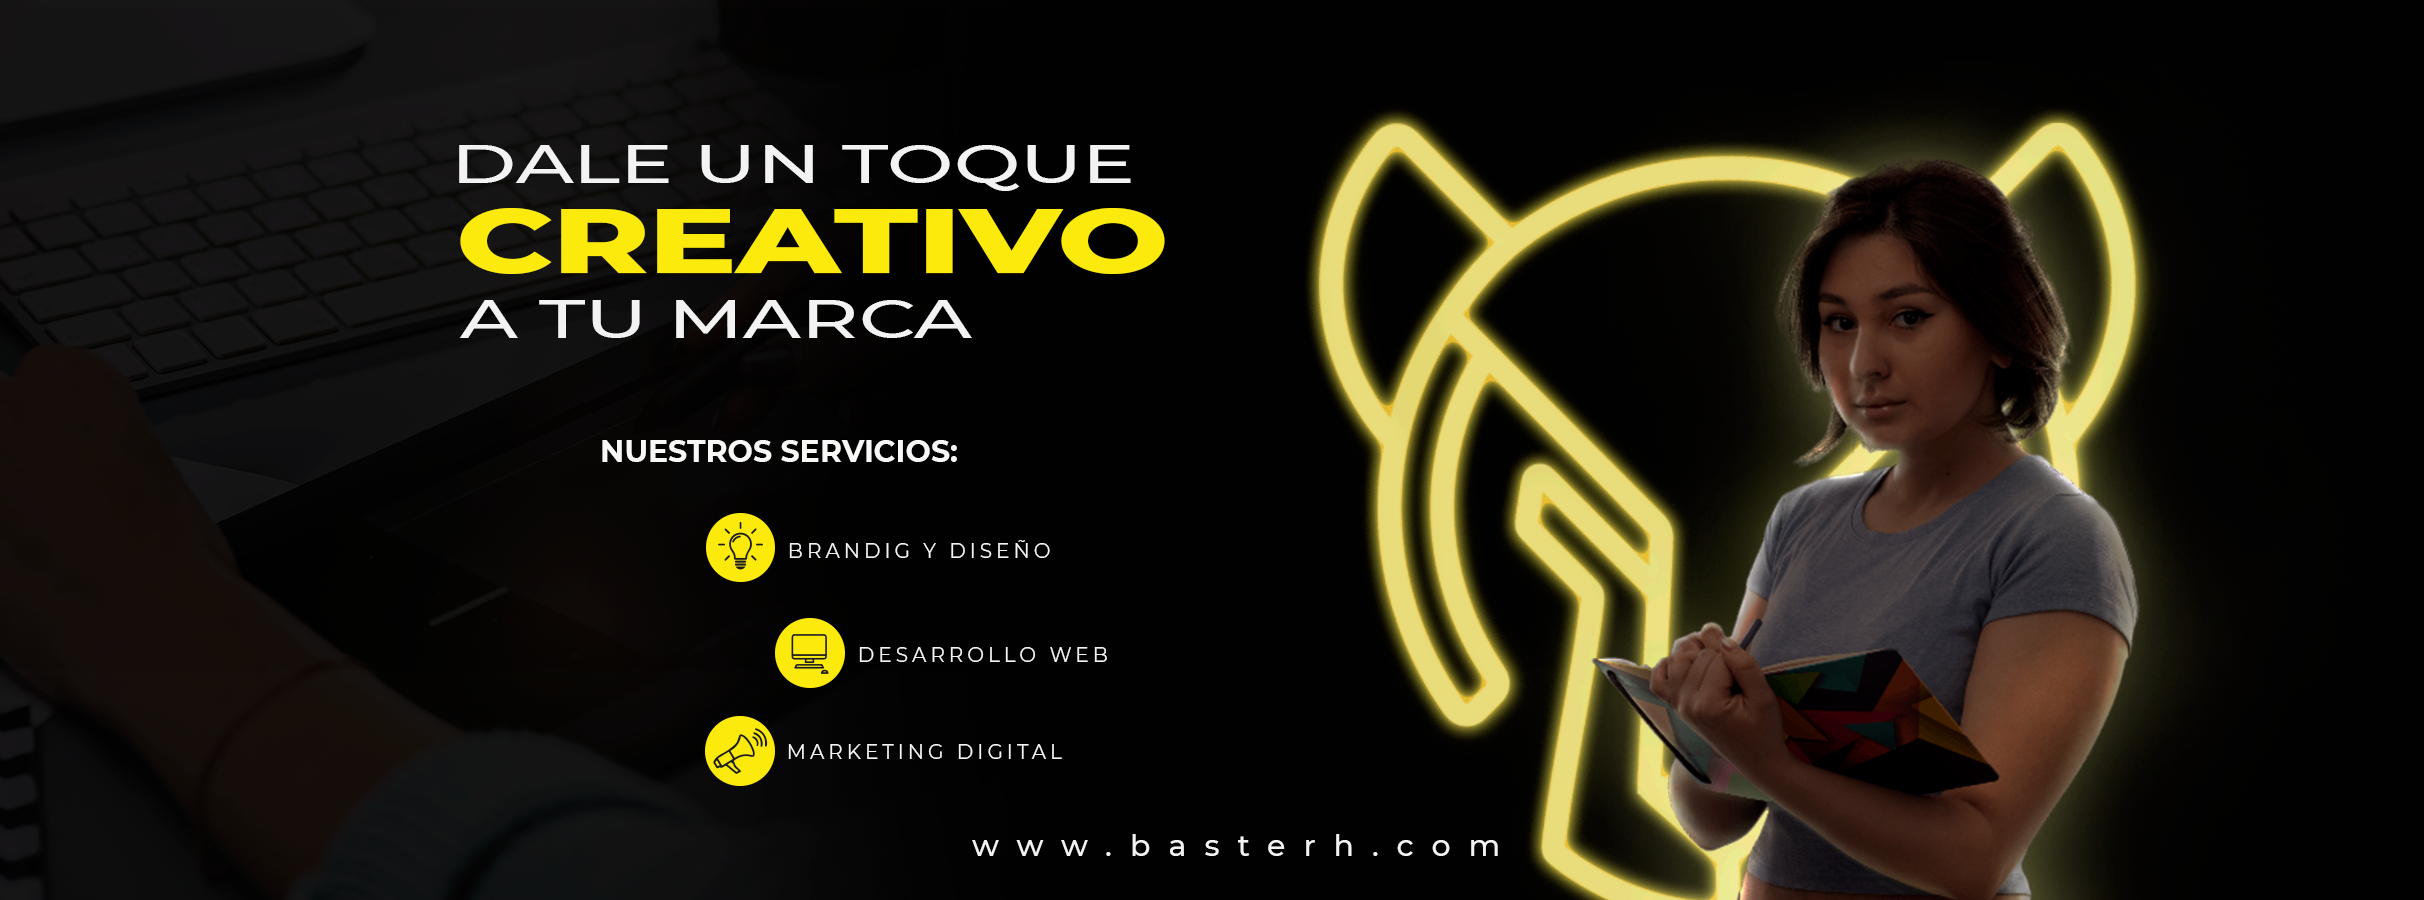 DALE UN TOQUE
CREATIVO
A TU MARCA
NUESTROS SERVICIOS:
BRANDIG Y DISEÑO
DESARROLLO WEB
MARKETING DIGITAL
www.basterh.com